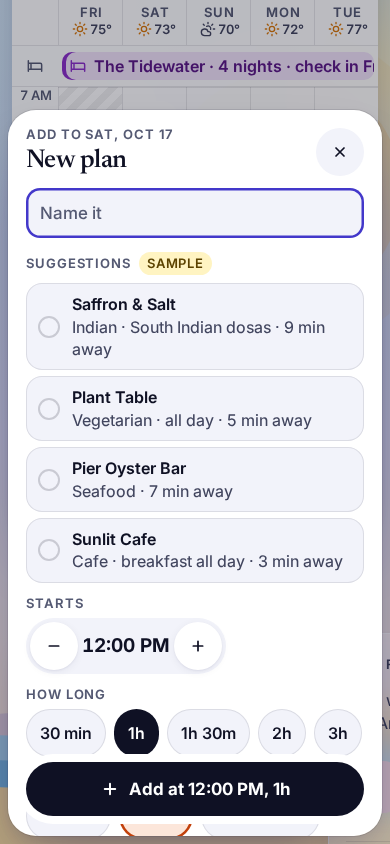 FRI SAT SUN MON TUE
75° 73° 70° 72° 77°
The Tidewater · 4 nights · check in
7 AM
ADD TO SAT, OCT 17
New plan
Name it
SUGGESTIONS SAMPLE
Saffron & Salt
Indian · South Indian dosas · 9 min
away
Plant Table
Vegetarian · all day · 5 min away
Pier Oyster Bar
Seafood · 7 min away
Sunlit Cafe
Cafe · breakfast all day · 3 min away
STARTS
− 12:00 PM +
HOW LONG
30 min 1h 1h 30m 2h 3h
+ Add at 12:00 PM, 1h